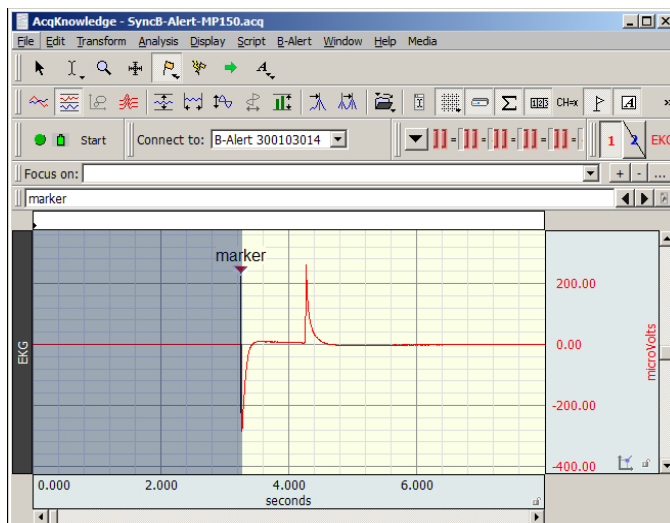 AcqKnowledge - SyncB-Alert-MP150.acq
File Edit Transform Analysis Display Script B-Alert Window Help Media
CH=x
Start Connect to: B-Alert 300103014 1 2 EKG
Focus on: + - ...
marker
marker
200.00
0.00
-200.00
-400.00
EKG
microVolts
0.000 2.000 4.000 6.000
seconds